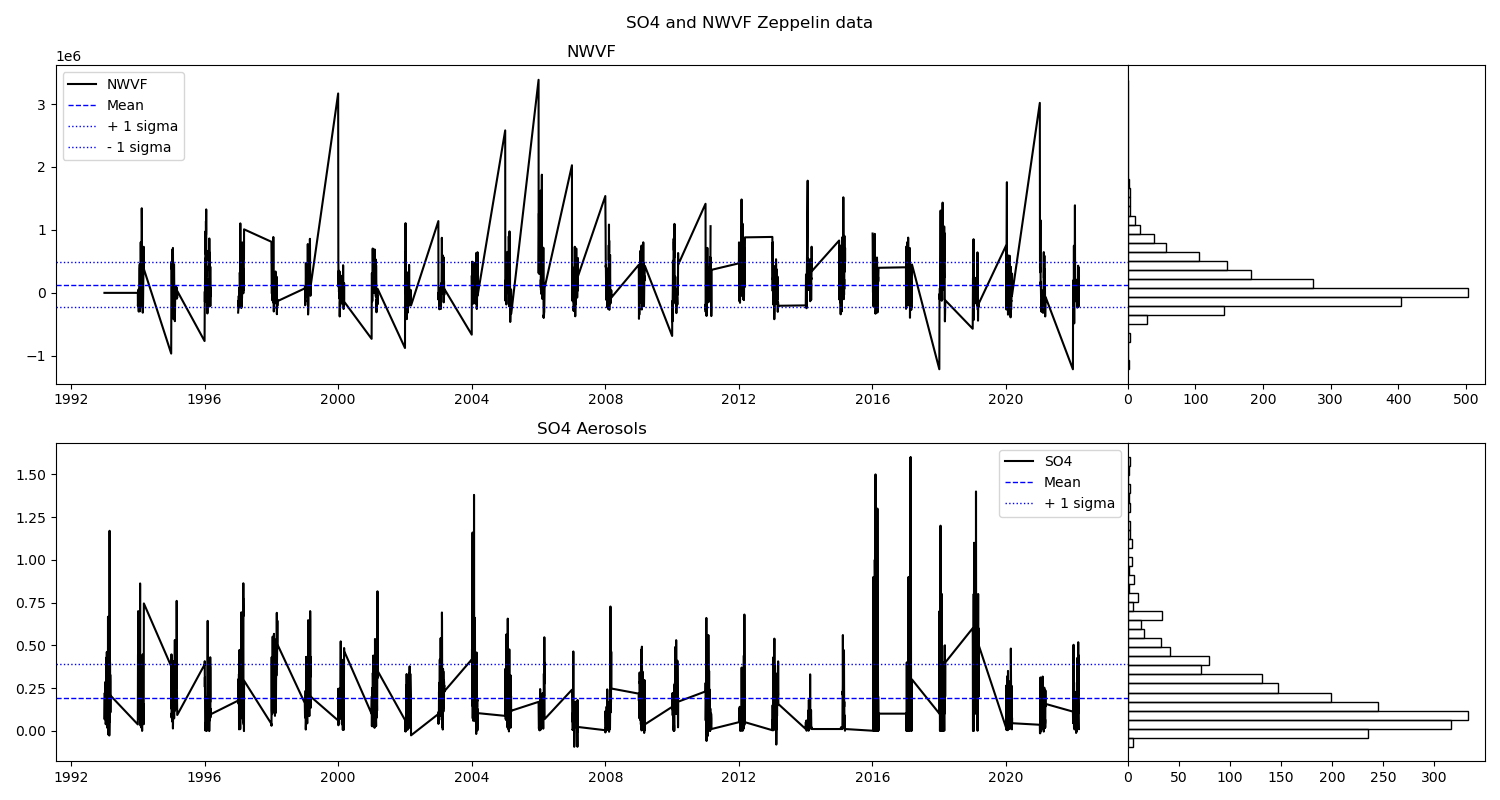 SO4 and NWVF Zeppelin data
NWVF
1e6
NWVF
Mean
+ 1 sigma
- 1 sigma
3
2
1
0
−1
1992 1996 2000 2004 2008 2012 2016 2020
0 100 200 300 400 500
SO4 Aerosols
SO4
Mean
+ 1 sigma
1.50
1.25
1.00
0.75
0.50
0.25
0.00
1992 1996 2000 2004 2008 2012 2016 2020
0 50 100 150 200 250 300